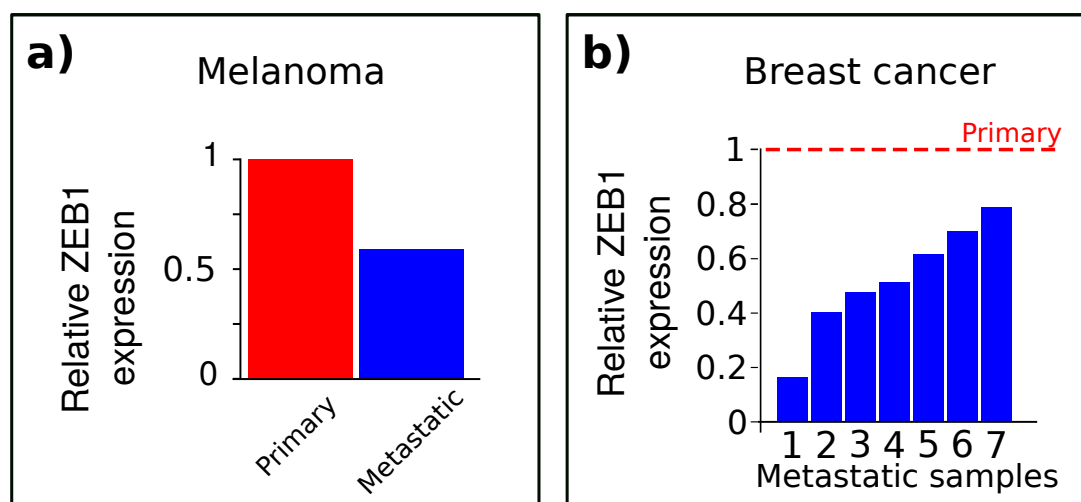 a)
Melanoma
Relative ZEB1
expression
1
0.5
0
Primary
Metastatic
b)
Breast cancer
Primary
Relative ZEB1
expression
1
0.8
0.6
0.4
0.2
0
1 2 3 4 5 6 7
Metastatic samples